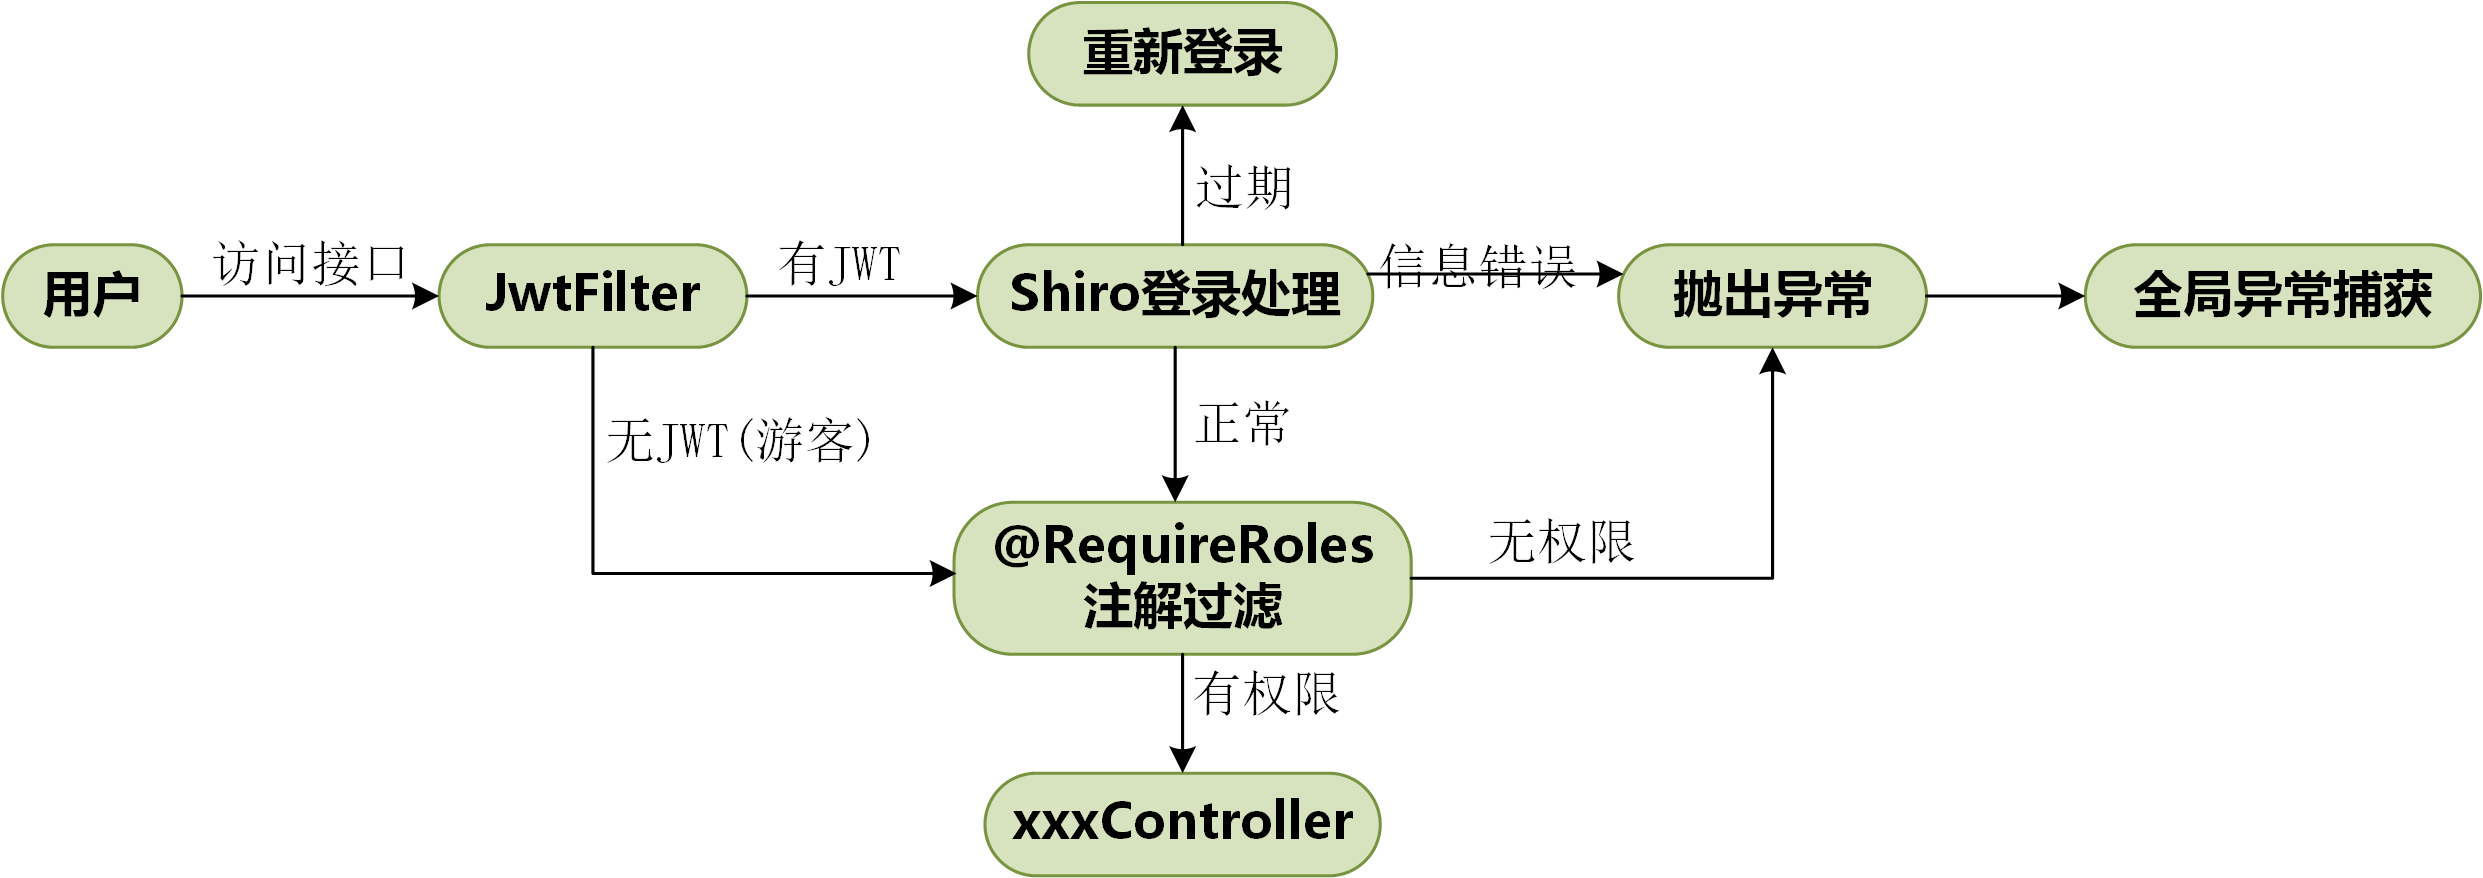 重新登录
过期
用户
访问接口
JwtFilter
有JWT
Shiro登录处理
信息错误
抛出异常
全局异常捕获
无JWT(游客)
正常
@RequireRoles
注解过滤
无权限
有权限
xxxController